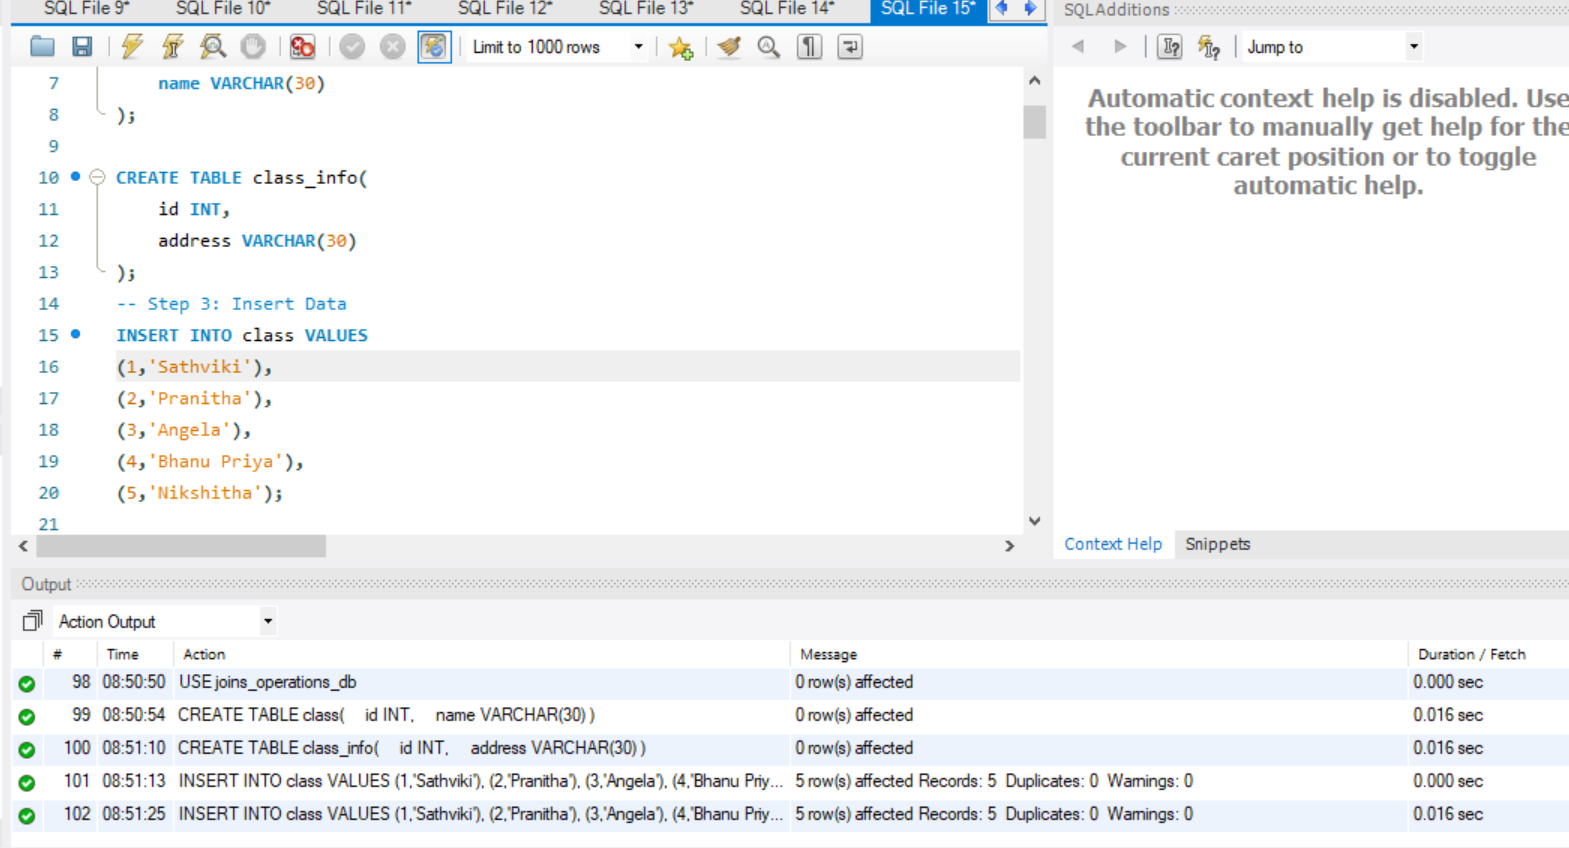 SQL File 9* SQL File 10* SQL File 11* SQL File 12* SQL File 13* SQL File 14* SQL File 15*
SQLAdditions
Limit to 1000 rows
Jump to
7 name VARCHAR(30)
8 );
9
10 CREATE TABLE class_info(
11 id INT,
12 address VARCHAR(30)
13 );
14 -- Step 3: Insert Data
15 INSERT INTO class VALUES
16 (1,'Sathviki'),
17 (2,'Pranitha'),
18 (3,'Angela'),
19 (4,'Bhanu Priya'),
20 (5,'Nikshitha');
21
Automatic context help is disabled. Use
the toolbar to manually get help for the
current caret position or to toggle
automatic help.
Context Help Snippets
Output
Action Output
# Time Action Message Duration / Fetch
98 08:50:50 USE joins_operations_db 0 row(s) affected 0.000 sec
99 08:50:54 CREATE TABLE class( id INT, name VARCHAR(30) ) 0 row(s) affected 0.016 sec
100 08:51:10 CREATE TABLE class_info( id INT, address VARCHAR(30) ) 0 row(s) affected 0.016 sec
101 08:51:13 INSERT INTO class VALUES (1,'Sathviki'), (2,'Pranitha'), (3,'Angela'), (4,'Bhanu Priy... 5 row(s) affected Records: 5 Duplicates: 0 Warnings: 0 0.000 sec
102 08:51:25 INSERT INTO class VALUES (1,'Sathviki'), (2,'Pranitha'), (3,'Angela'), (4,'Bhanu Priy... 5 row(s) affected Records: 5 Duplicates: 0 Warnings: 0 0.016 sec